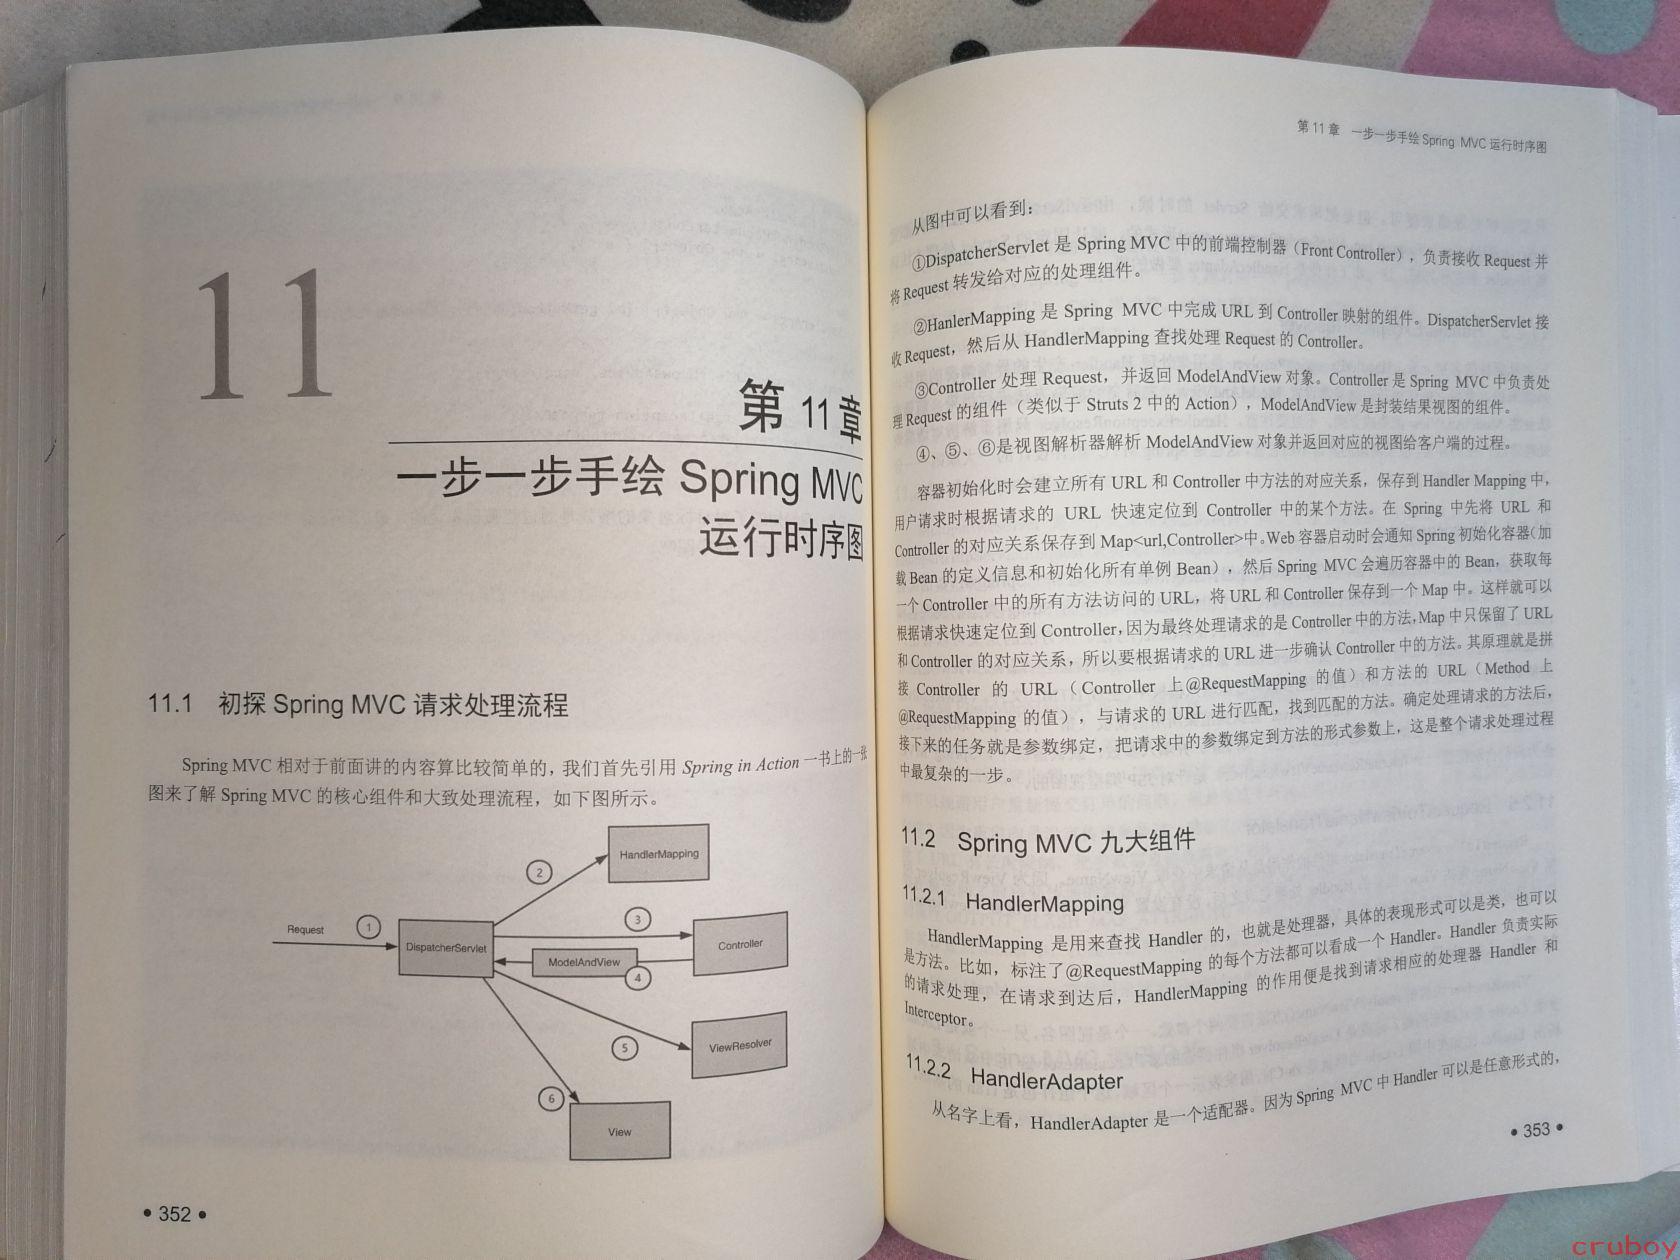 11
第 11 章
一步一步手绘 Spring MVC
运行时序图
11.1 初探 Spring MVC 请求处理流程
Spring MVC 相对于前面讲的内容算比较简单的，我们首先引用 Spring in Action 一书上的一张
图来了解 Spring MVC 的核心组件和大致处理流程，如下图所示。
HandlerMapping
②
③
Request
①
DispatcherServlet
Controller
ModelAndView
④
ViewResolver
⑤
⑥
View
• 352 •
第 11 章 一步一步手绘 Spring MVC 运行时序图
从图中可以看到：
①DispatcherServlet 是 Spring MVC 中的前端控制器（Front Controller），负责接收 Request 并
将 Request 转发给对应的处理组件。
②HanlerMapping 是 Spring MVC 中完成 URL 到 Controller 映射的组件。DispatcherServlet 接
收 Request，然后从 HandlerMapping 查找处理 Request 的 Controller。
③Controller 处理 Request，并返回 ModelAndView 对象。Controller 是 Spring MVC 中负责处
理 Request 的组件（类似于 Struts 2 中的 Action），ModelAndView 是封装结果视图的组件。
④、⑤、⑥是视图解析器解析 ModelAndView 对象并返回对应的视图给客户端的过程。
容器初始化时会建立所有 URL 和 Controller 中方法的对应关系，保存到 Handler Mapping 中，
用户请求时根据请求的 URL 快速定位到 Controller 中的某个方法。在 Spring 中先将 URL 和
Controller 的对应关系保存到 Map<url,Controller>中。Web 容器启动时会通知 Spring 初始化容器（加
载 Bean 的定义信息和初始化所有单例 Bean），然后 Spring MVC 会遍历容器中的 Bean，获取每
一个 Controller 中的所有方法访问的 URL，将 URL 和 Controller 保存到一个 Map 中。这样就可以
根据请求快速定位到 Controller，因为最终处理请求的是 Controller 中的方法，Map 中只保留了 URL
和 Controller 的对应关系，所以要根据请求的 URL 进一步确认 Controller 中的方法。其原理就是拼
接 Controller 的 URL（Controller 上@RequestMapping 的值）和方法的 URL（Method 上
@RequestMapping 的值），与请求的 URL 进行匹配，找到匹配的方法。确定处理请求的方法后，
接下来的任务就是参数绑定，把请求中的参数绑定到方法的形式参数上，这是整个请求处理过程
中最复杂的一步。
11.2 Spring MVC 九大组件
11.2.1 HandlerMapping
HandlerMapping 是用来查找 Handler 的，也就是处理器，具体的表现形式可以是类，也可以
是方法。比如，标注了@RequestMapping 的每个方法都可以看成一个 Handler。Handler 负责实际
的请求处理，在请求到达后，HandlerMapping 的作用便是找到请求相应的处理器 Handler 和
Interceptor。
11.2.2 HandlerAdapter
从名字上看，HandlerAdapter 是一个适配器。因为 Spring MVC 中 Handler 可以是任意形式的，
• 353 •
cruboy